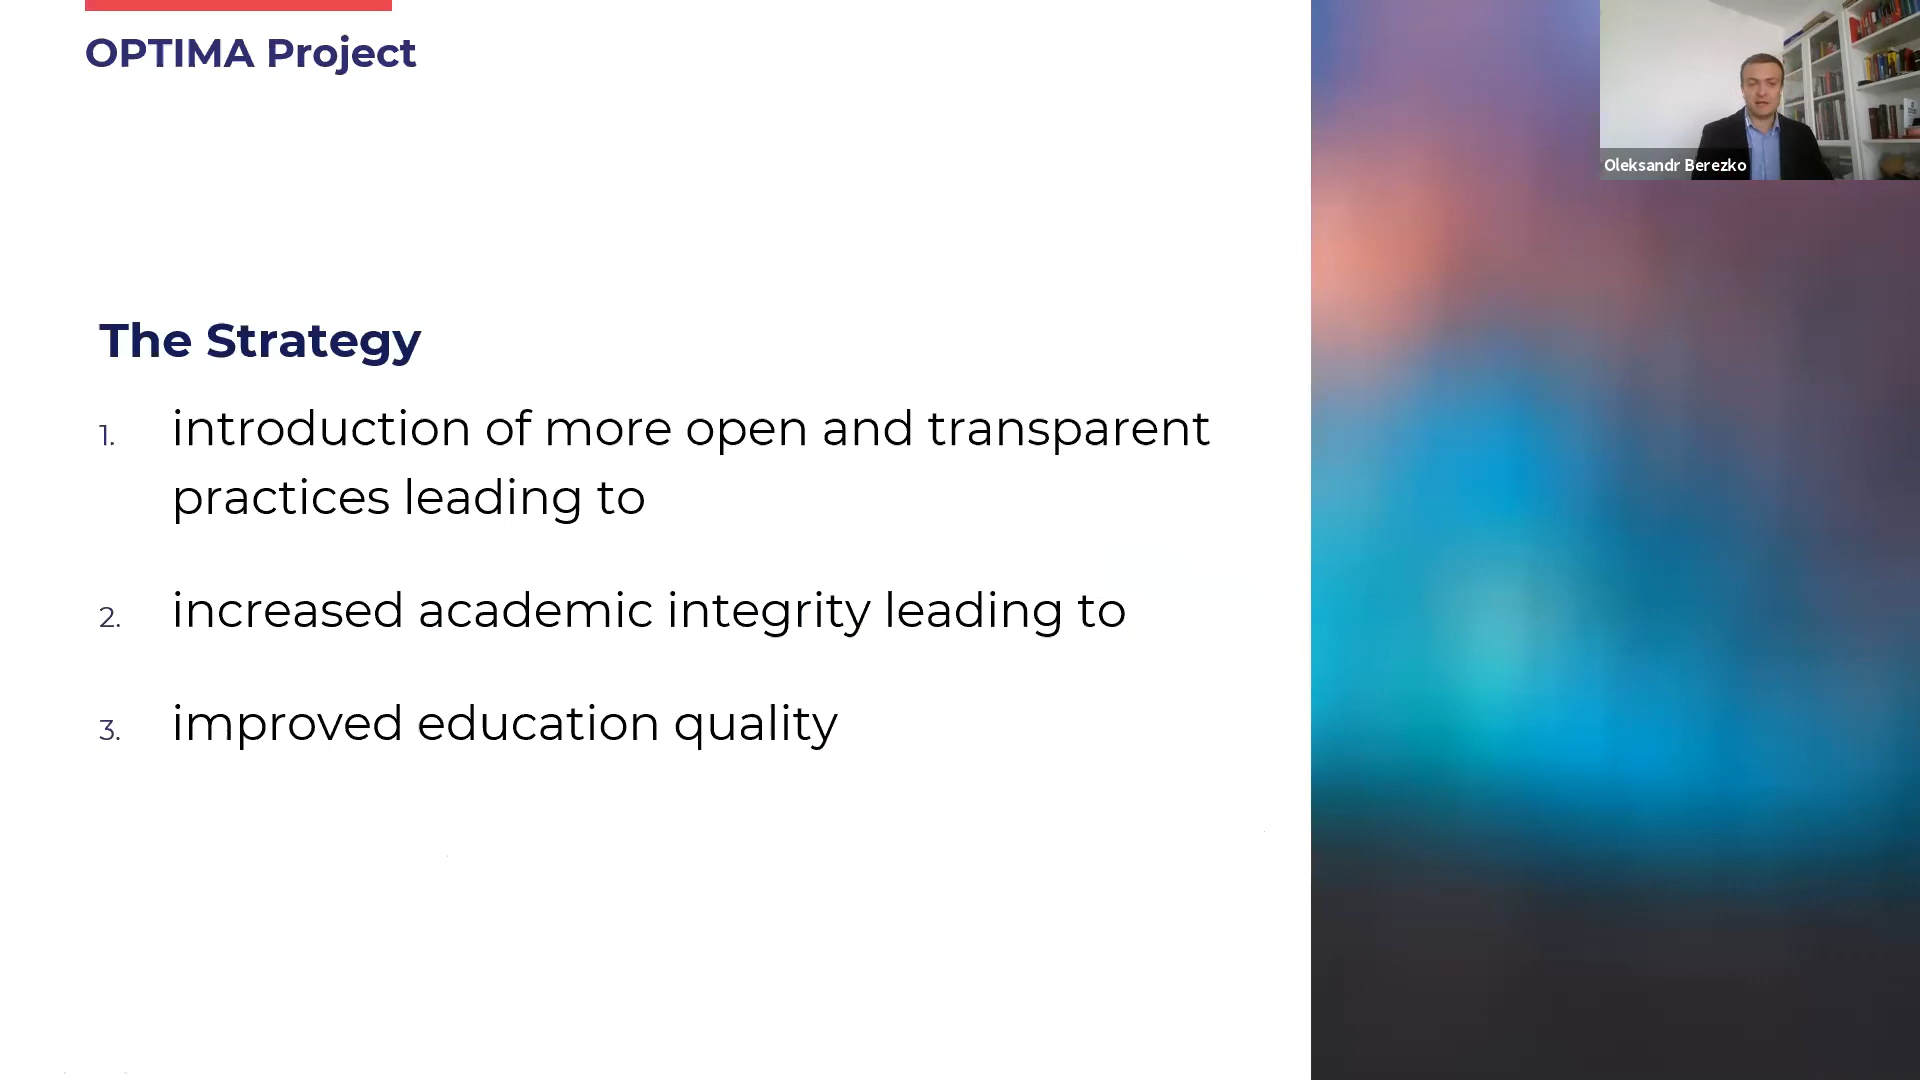 OPTIMA Project
Oleksandr Berezko
The Strategy
1. introduction of more open and transparent
practices leading to
2. increased academic integrity leading to
3. improved education quality